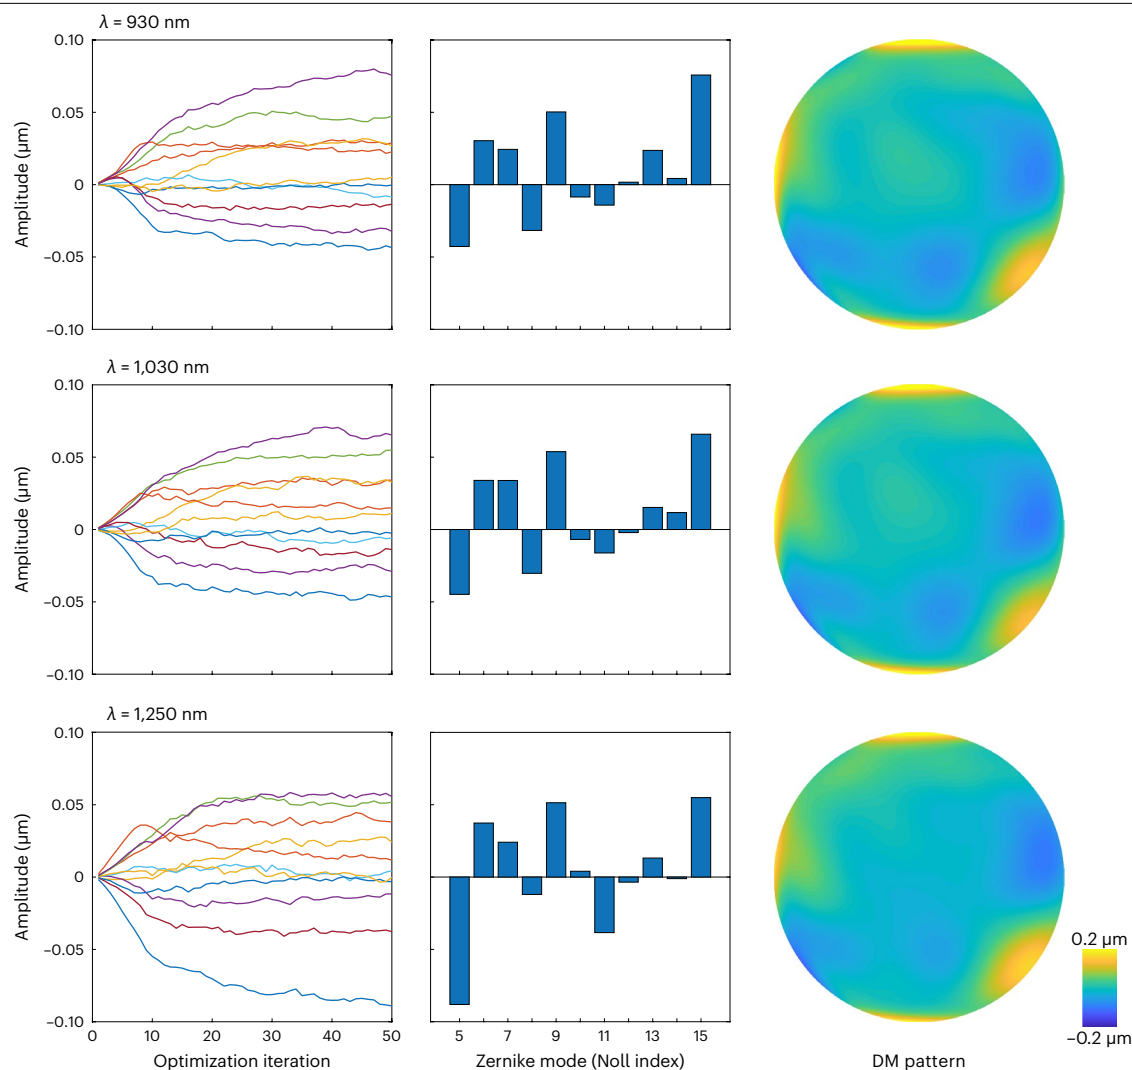 λ = 930 nm
0.10
0.05
0
−0.05
−0.10
Amplitude (µm)
λ = 1,030 nm
0.10
0.05
0
−0.05
−0.10
Amplitude (µm)
λ = 1,250 nm
0.10
0.05
0
−0.05
−0.10
Amplitude (µm)
0 10 20 30 40 50
Optimization iteration
5 7 9 11 13 15
Zernike mode (Noll index)
0.2 µm
−0.2 µm
DM pattern